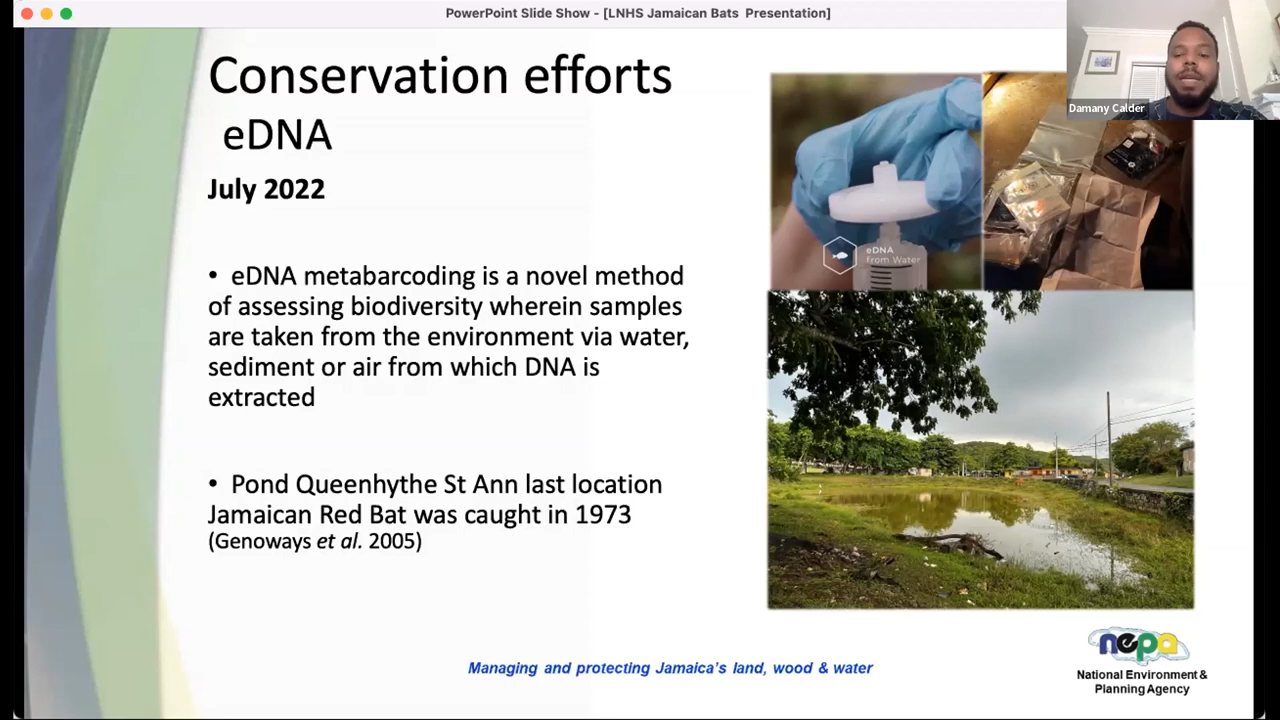 PowerPoint Slide Show - [LNHS Jamaican Bats  Presentation]
Damany Calder
Conservation efforts
eDNA
July 2022
• eDNA metabarcoding is a novel method
of assessing biodiversity wherein samples
are taken from the environment via water,
sediment or air from which DNA is
extracted
• Pond Queenhythe St Ann last location
Jamaican Red Bat was caught in 1973
(Genoways et al. 2005)
eDNA
from Water
Managing and protecting Jamaica's land, wood & water
nepa
National Environment &
Planning Agency